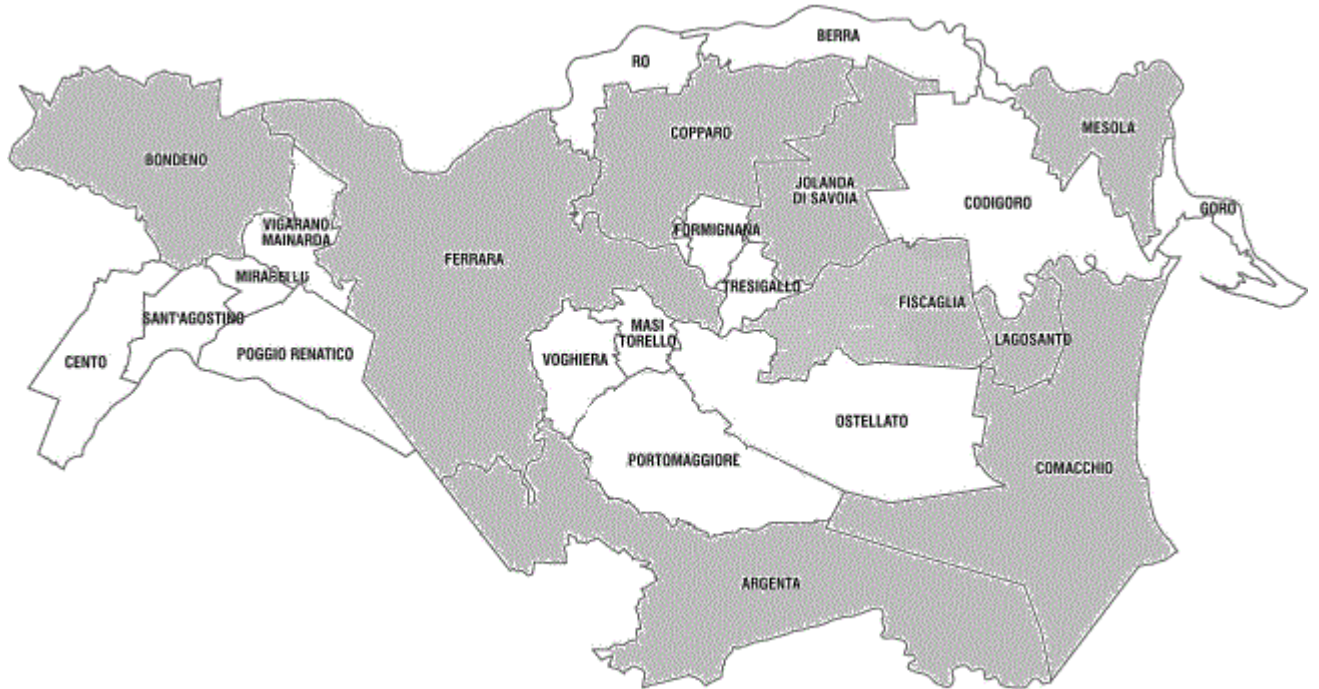 BERRA
RO
MESOLA
COPPARO
BONDENO
JOLANDA
DI SAVOIA
CODIGORO
GORO
VIGARANO
MAINARDA
FORMIGNANA
FERRARA
MIRABELLO
TRESIGALLO
FISCAGLIA
SANT'AGOSTINO
MASI
TORELLO
LAGOSANTO
CENTO
POGGIO RENATICO
VOGHIERA
OSTELLATO
PORTOMAGGIORE
COMACCHIO
ARGENTA